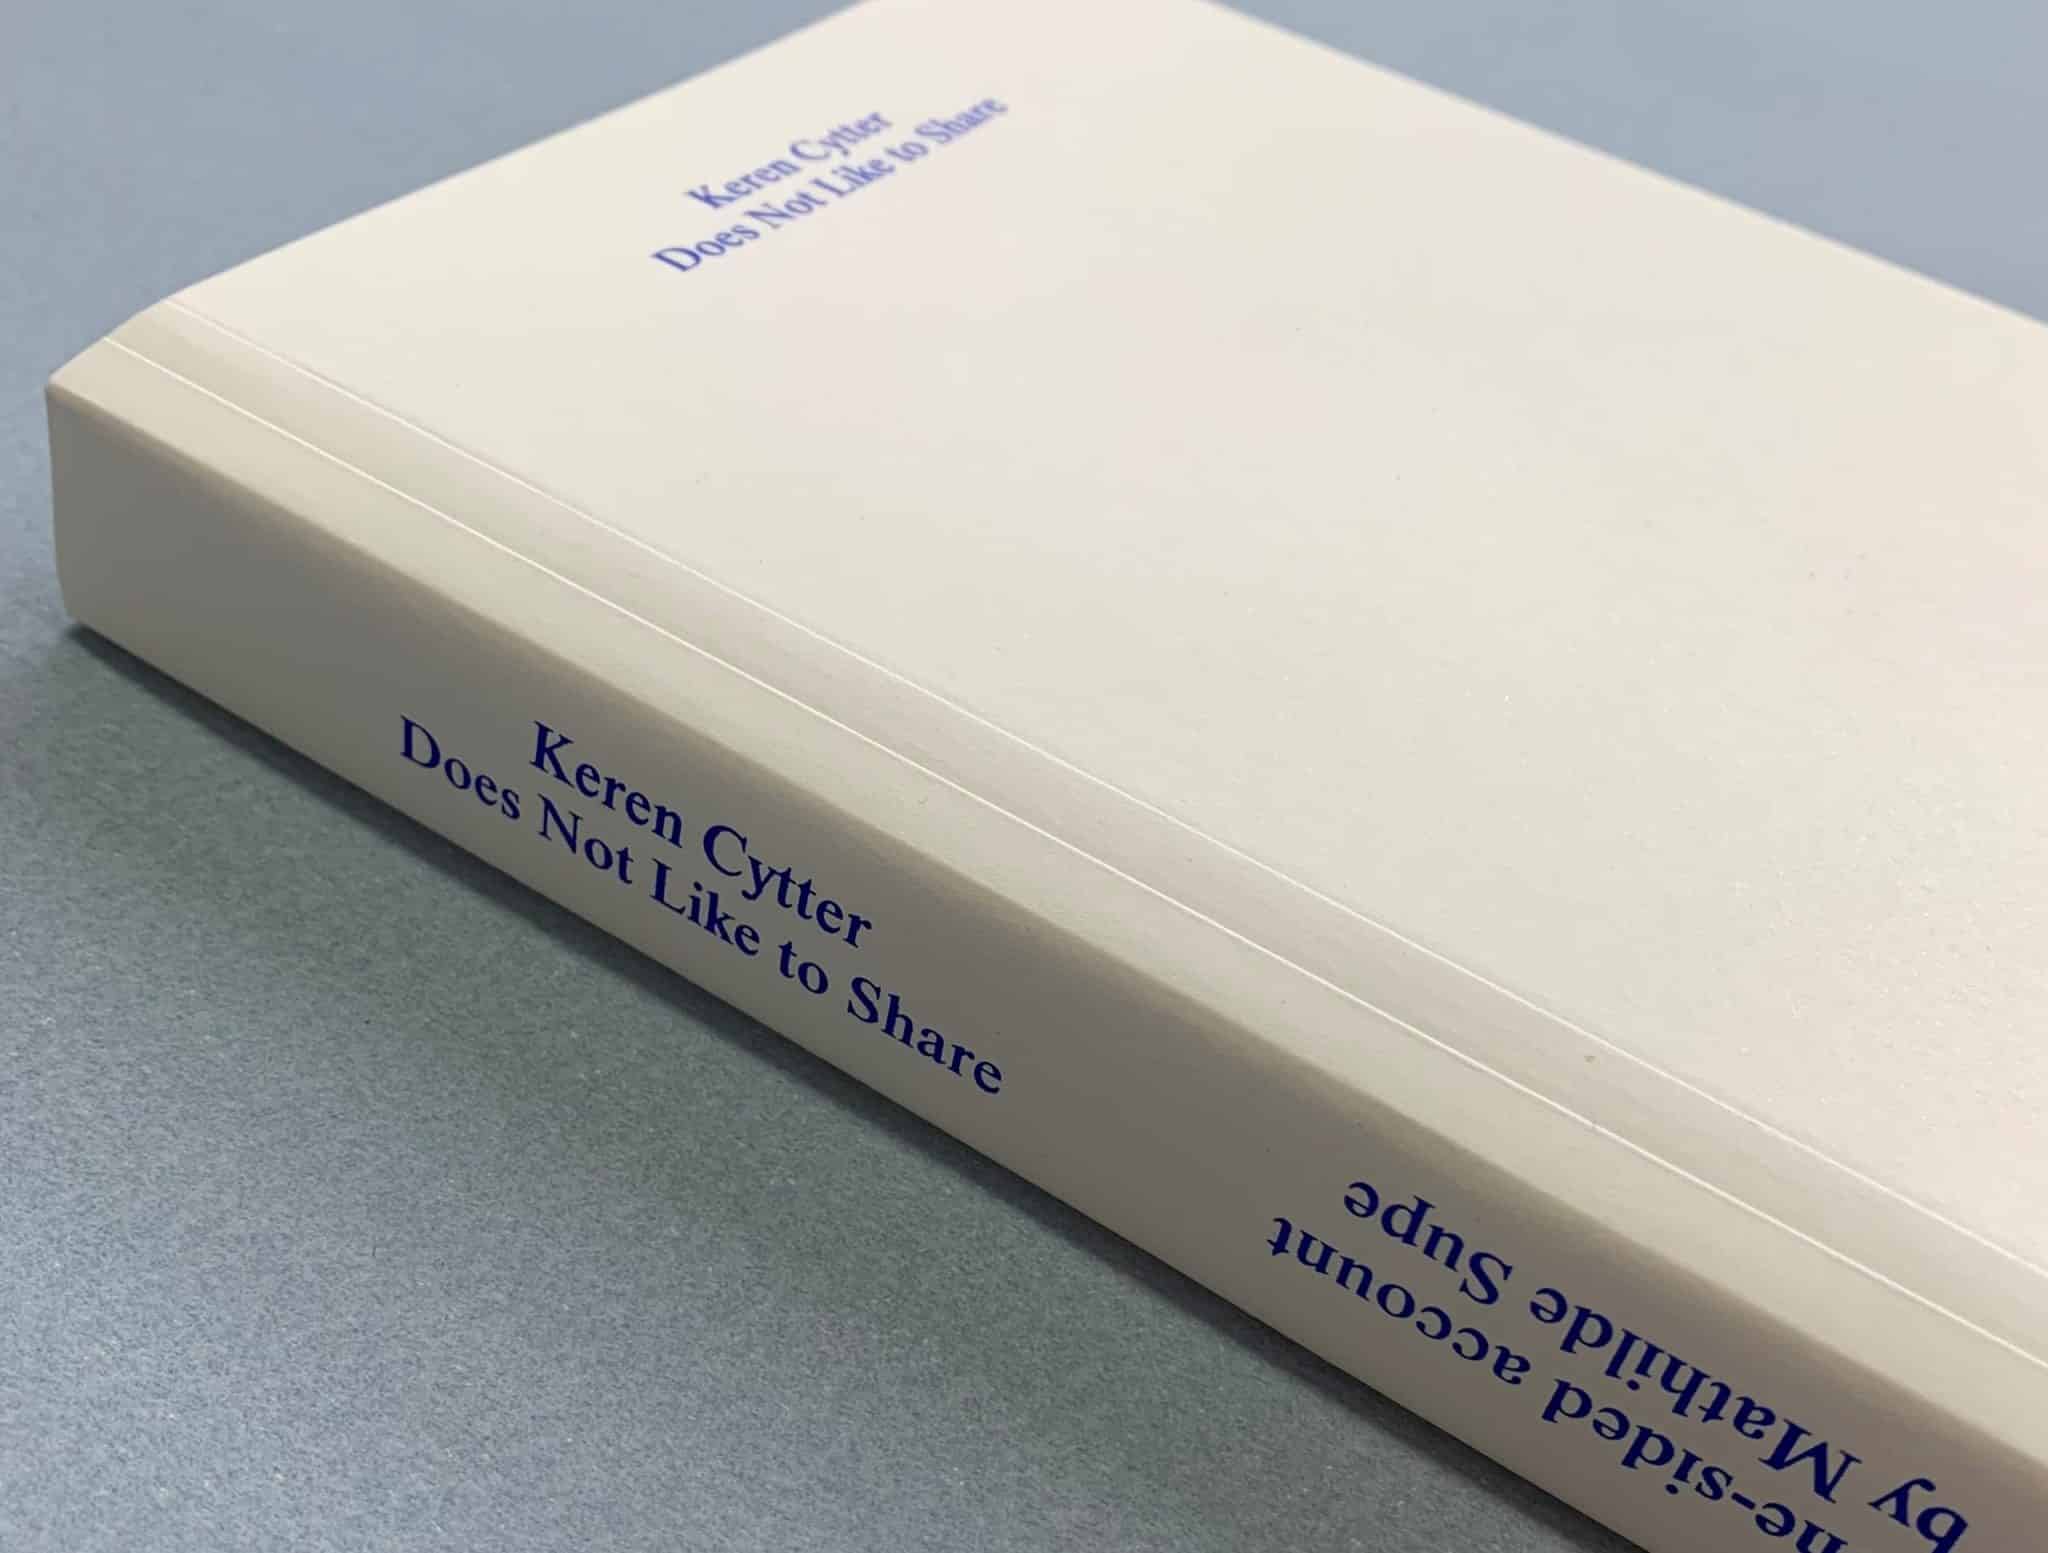 Keren Cytter
Does Not Like to Share
Keren Cytter
Does Not Like to Share
ne-sided account
by Mathilde Supe